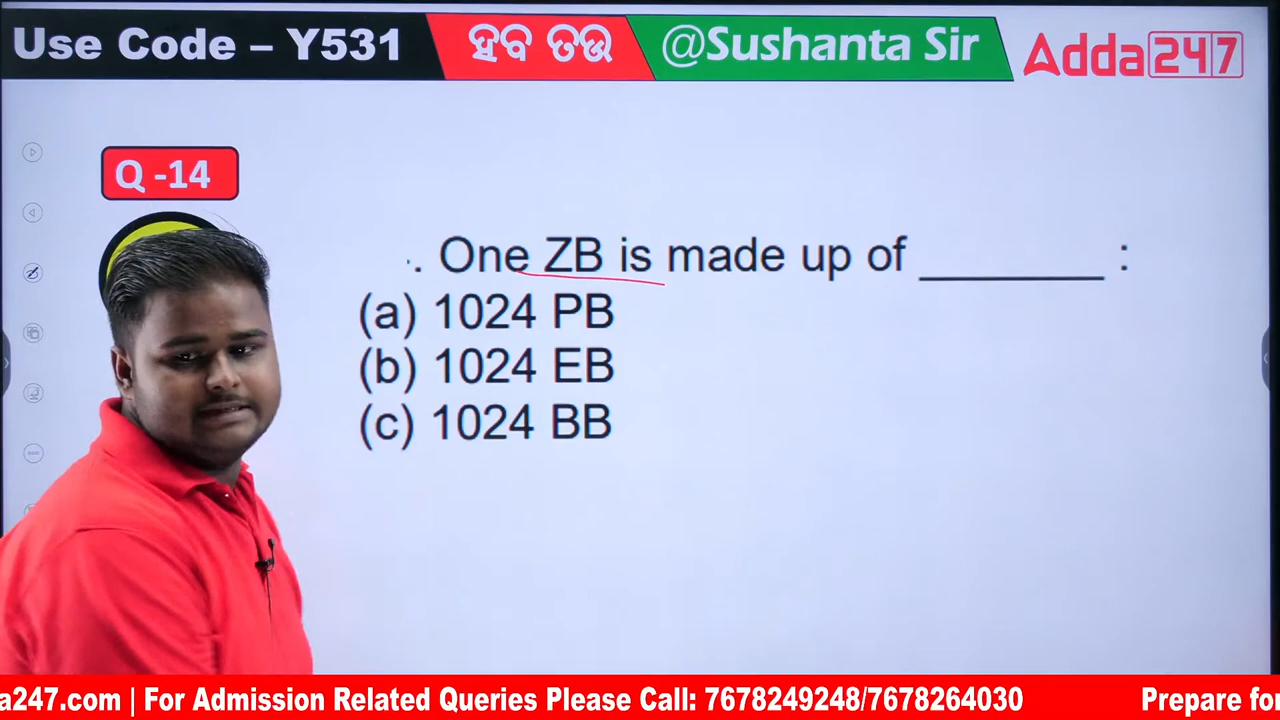 Use Code – Y531
ହବ ତଉ
@Sushanta Sir
Adda247
Q -14
. One ZB is made up of ________ :
(a) 1024 PB
(b) 1024 EB
(c) 1024 BB
a247.com | For Admission Related Queries Please Call: 7678249248/7678264030
Prepare fo